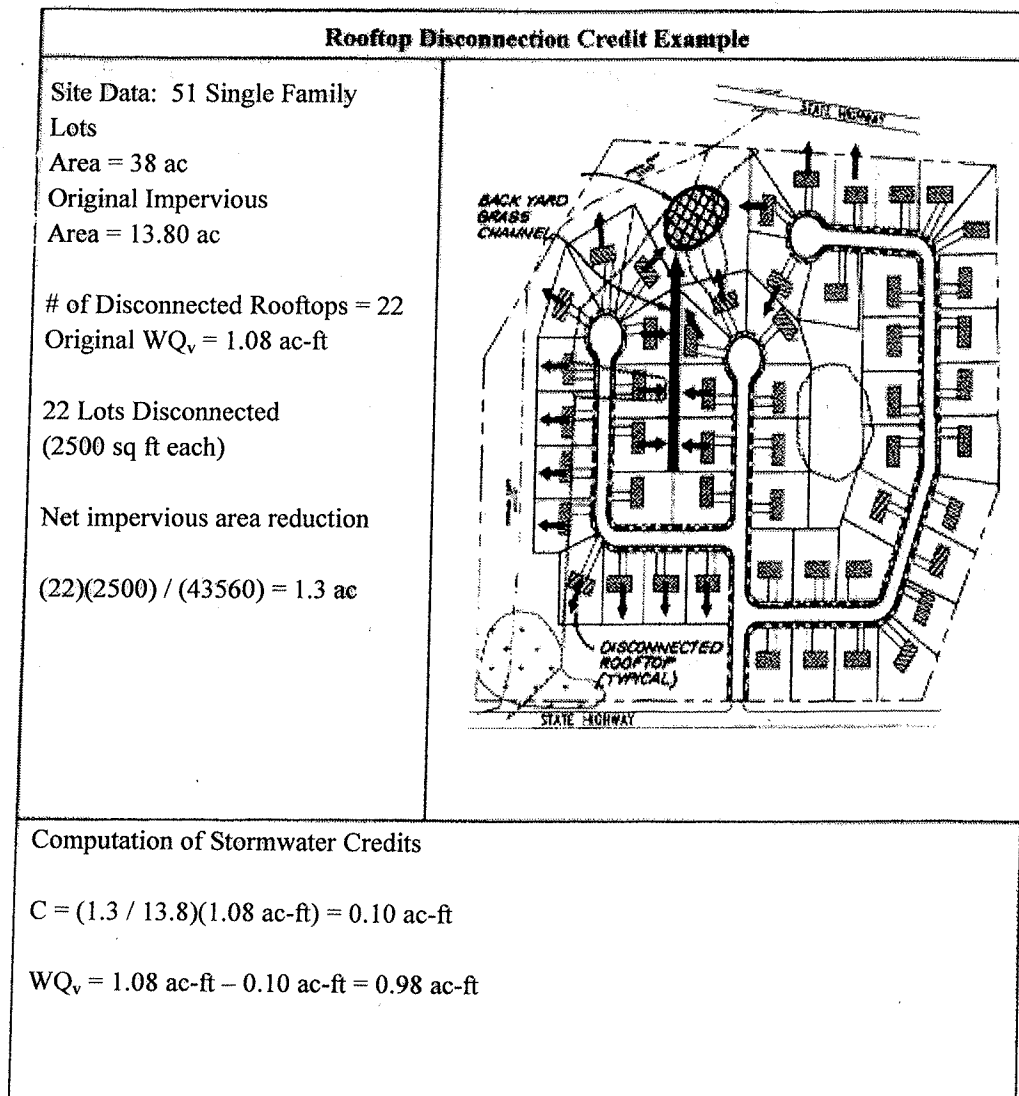 Rooftop Disconnection Credit Example
Site Data: 51 Single Family
Lots
Area = 38 ac
Original Impervious
Area = 13.80 ac
# of Disconnected Rooftops = 22
Original WQv = 1.08 ac-ft
22 Lots Disconnected
(2500 sq ft each)
Net impervious area reduction
(22)(2500) / (43560) = 1.3 ac
STATE HIGHWAY
BACK YARD
GRASS
CHANNEL
DISCONNECTED
ROOFTOP
(TYPICAL)
STATE HIGHWAY
Computation of Stormwater Credits
C = (1.3 / 13.8)(1.08 ac-ft) = 0.10 ac-ft
WQv = 1.08 ac-ft – 0.10 ac-ft = 0.98 ac-ft